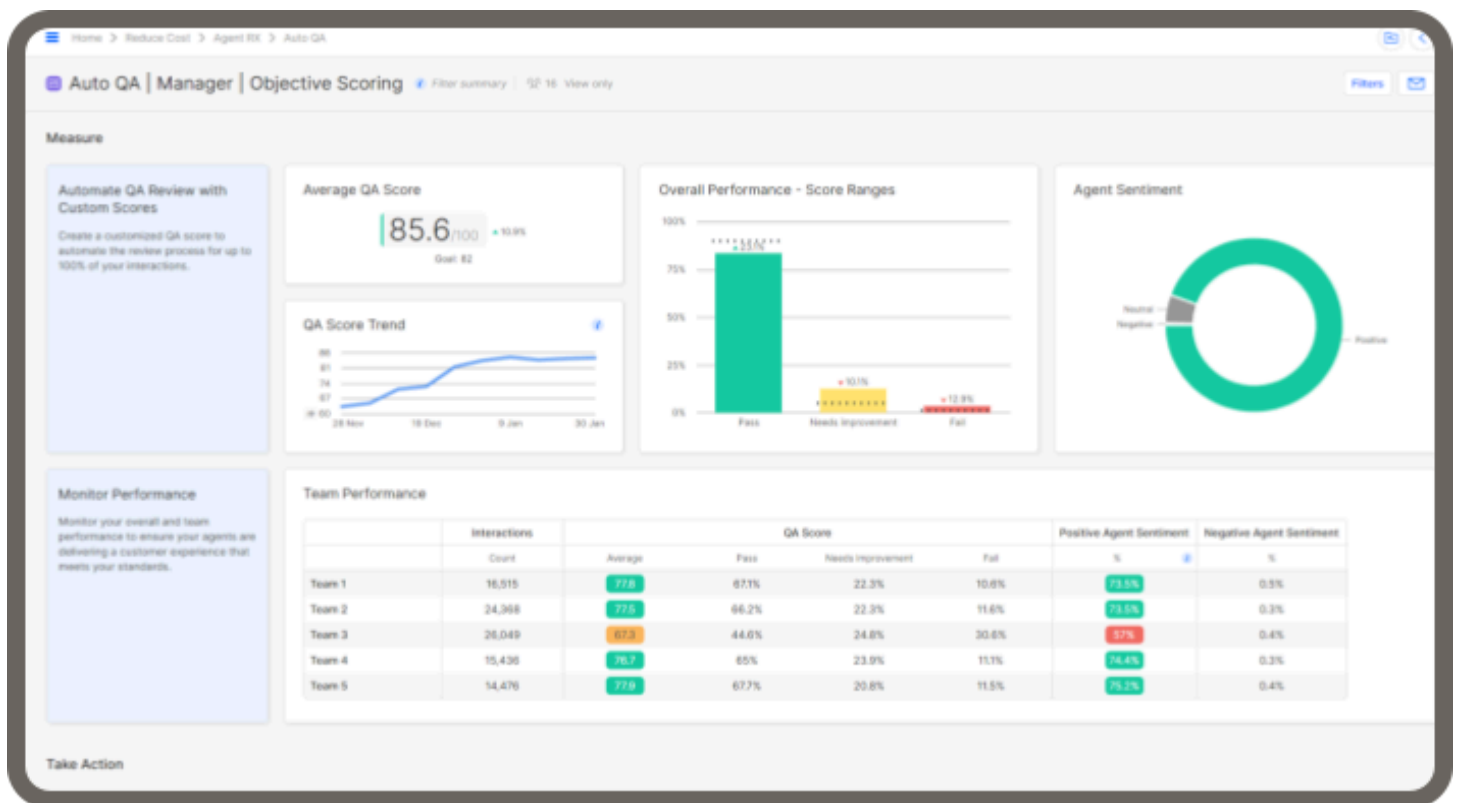 Home > Reduce Cost > Agent RX > Auto QA
Auto QA | Manager | Objective Scoring
Filter summary
16 View only
Filters
Measure
Automate QA Review with
Custom Scores
Create a customized QA score to
automate the review process for up to
100% of your interactions.
Average QA Score
85.6/100
10.9%
Goal: 82
QA Score Trend
88
81
74
67
60
28 Nov 19 Dec 9 Jan 30 Jan
Overall Performance - Score Ranges
100%
75%
50%
25%
0%
23.1%
10.1%
12.9%
Pass Needs Improvement Fail
Agent Sentiment
Neutral
Negative
Positive
Monitor Performance
Monitor your overall and team
performance to ensure your agents are
delivering a customer experience that
meets your standards.
Team Performance
Interactions QA Score Positive Agent Sentiment Negative Agent Sentiment
Count Average Pass Needs Improvement Fail % %
Team 1 16,515 77.8 67.1% 22.3% 10.6% 73.5% 0.5%
Team 2 24,368 77.5 66.2% 22.3% 11.6% 73.5% 0.3%
Team 3 26,049 67.3 44.6% 24.8% 30.6% 57% 0.4%
Team 4 15,436 76.7 65% 23.9% 11.1% 74.4% 0.3%
Team 5 14,476 77.9 67.7% 20.8% 11.5% 75.2% 0.4%
Take Action